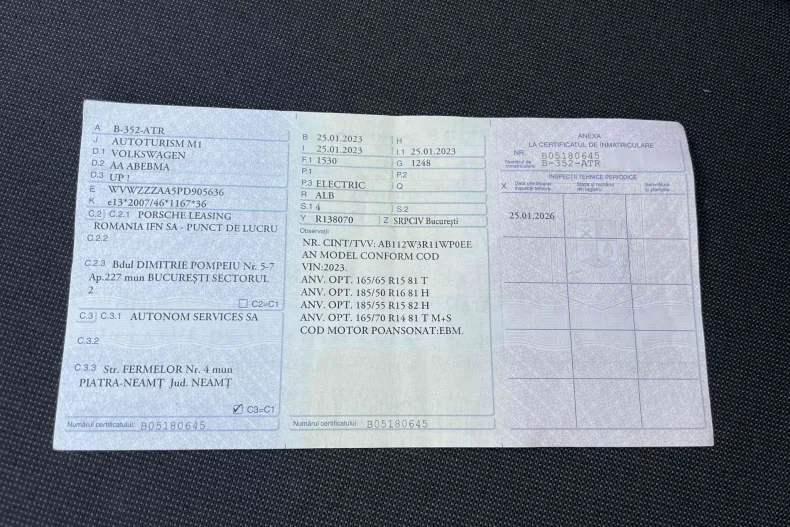 A B-352-ATR
J AUTOTURISM M1
D.1 VOLKSWAGEN
D.2 AA ABEBMA
D.3 UP !
E WVWZZZAA5PD905636
K e13*2007/46*1167*36
C.2 C.2.1 PORSCHE LEASING
ROMANIA IFN SA - PUNCT DE LUCRU
C.2.2
C.2.3 Bdul DIMITRIE POMPEIU Nr. 5-7
Ap.227 mun BUCUREȘTI SECTORUL
2
C2=C1
C.3 C.3.1 AUTONOM SERVICES SA
C.3.2
C.3.3 Str. FERMELOR Nr. 4 mun
PIATRA-NEAMȚ Jud. NEAMȚ
C3=C1
Numărul certificatului: B05180645
B 25.01.2023 H
I 25.01.2023 I.1 25.01.2023
F.1 1530 G 1248
P.1 P.2
P.3 ELECTRIC Q
R ALB
S.1 4 S.2
Y R138070 Z SRPCIV București
Observații
NR. CINT/TVV: AB112W3R11WP0EE
AN MODEL CONFORM COD
VIN:2023.
ANV. OPT. 165/65 R15 81 T
ANV. OPT. 185/50 R16 81 H
ANV. OPT. 185/55 R15 82 H
ANV. OPT. 165/70 R14 81 T M+S
COD MOTOR POANSONAT:EBM.
Numărul certificatului: B05180645
ANEXA
LA CERTIFICATUL DE ÎNMATRICULARE
NR. B05180645
Numărul de înmatriculare B-352-ATR
INSPECȚII TEHNICE PERIODICE
X Data următoarei inspecții tehnice
25.01.2026